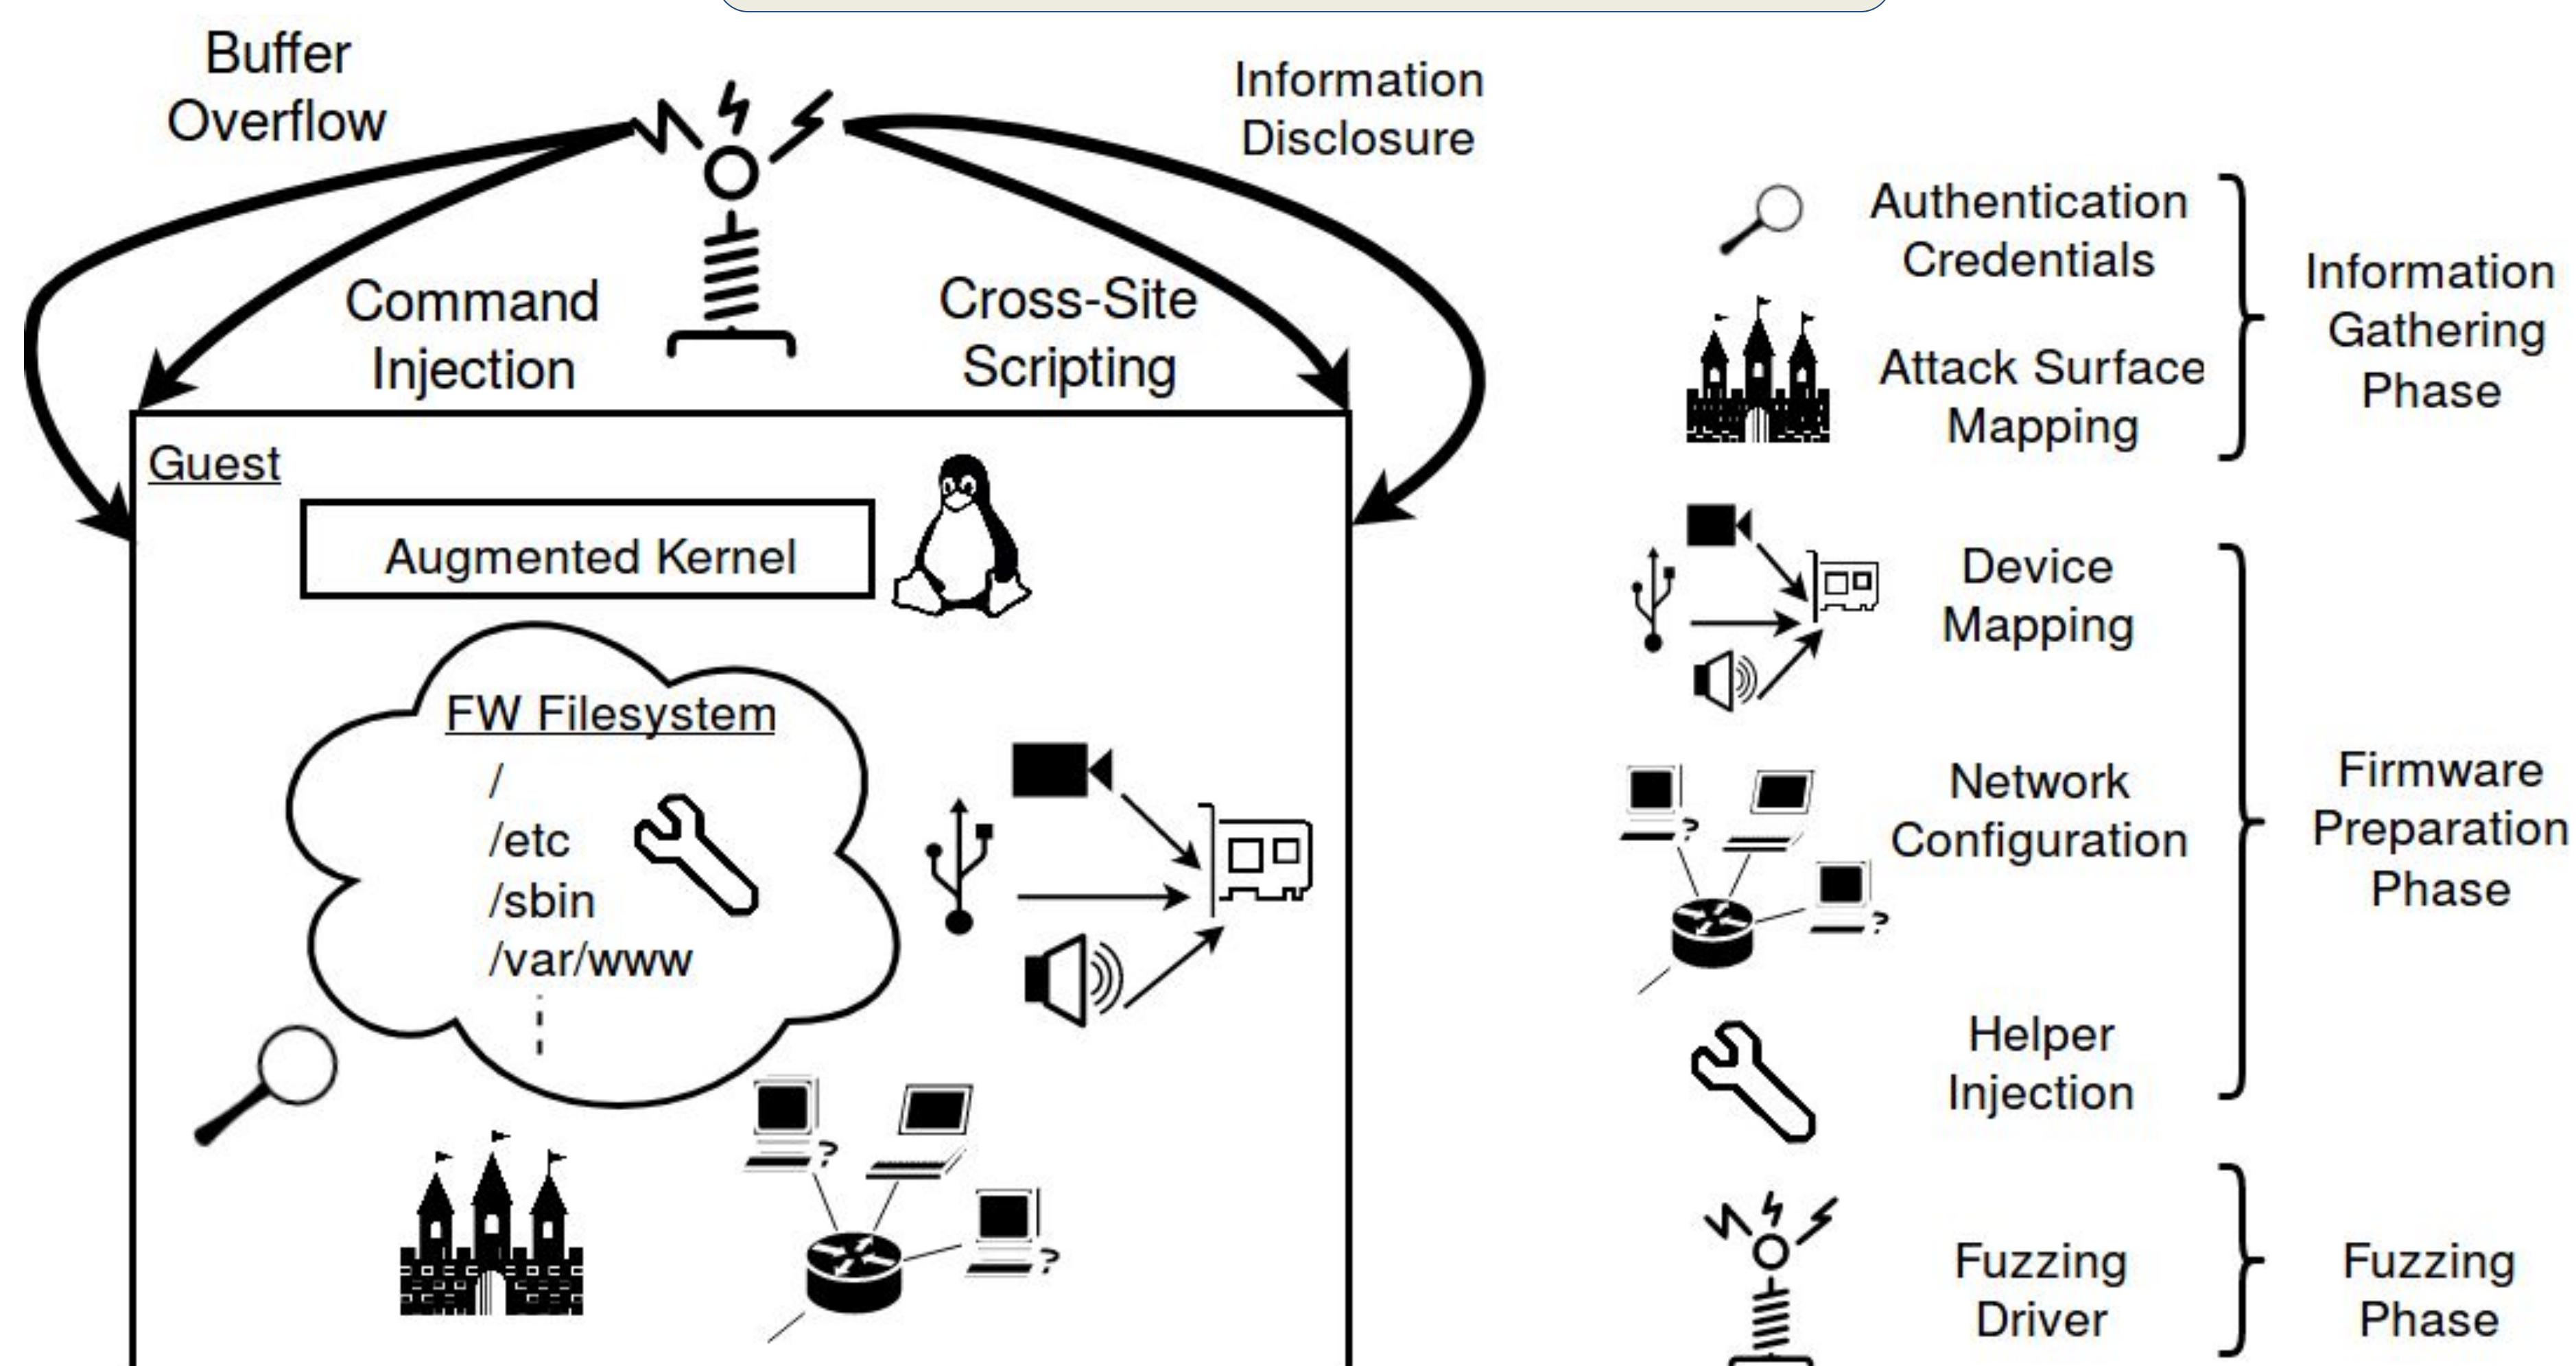 Buffer
Overflow
Information
Disclosure
Command
Injection
Cross-Site
Scripting
Guest
Augmented Kernel
FW Filesystem
/
/etc
/sbin
/var/www
?
?
Authentication
Credentials
Attack Surface
Mapping
Information
Gathering
Phase
Device
Mapping
Network
Configuration
?
?
Helper
Injection
Firmware
Preparation
Phase
Fuzzing
Driver
Fuzzing
Phase